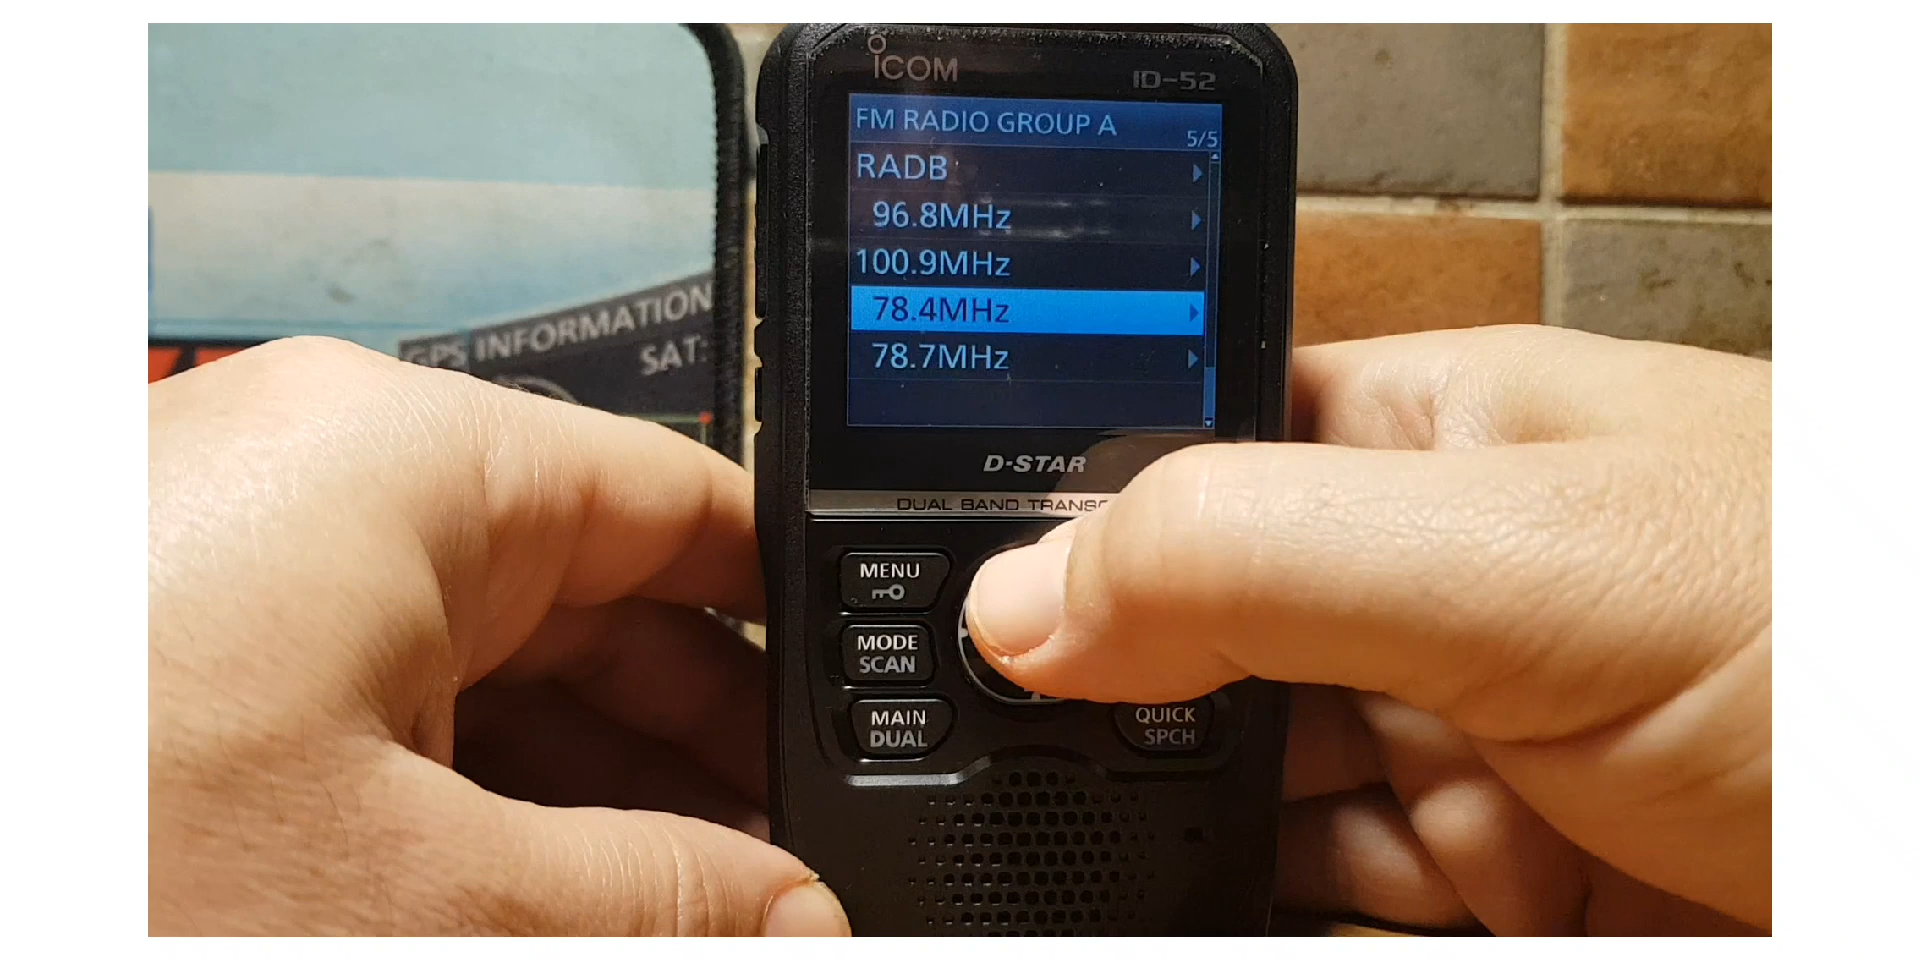 ICOM
ID-52
FM RADIO GROUP A
5/5
RADB
96.8MHz
100.9MHz
78.4MHz
78.7MHz
GPS INFORMATION
SAT:
D-STAR
DUAL BAND
MENU
MODE
SCAN
MAIN
DUAL
QUICK
SPCH